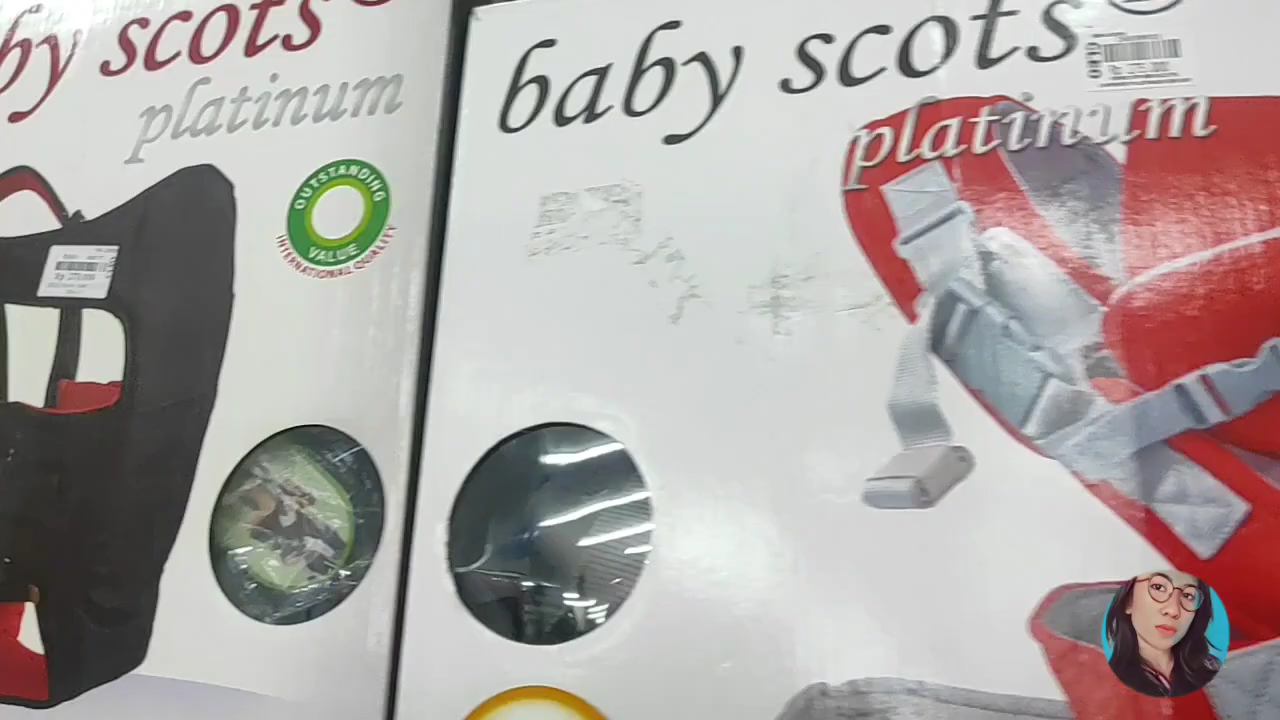 by scots
platinum
OUTSTANDING
VALUE
INTERNATIONAL QUALITY
baby scots
platinum